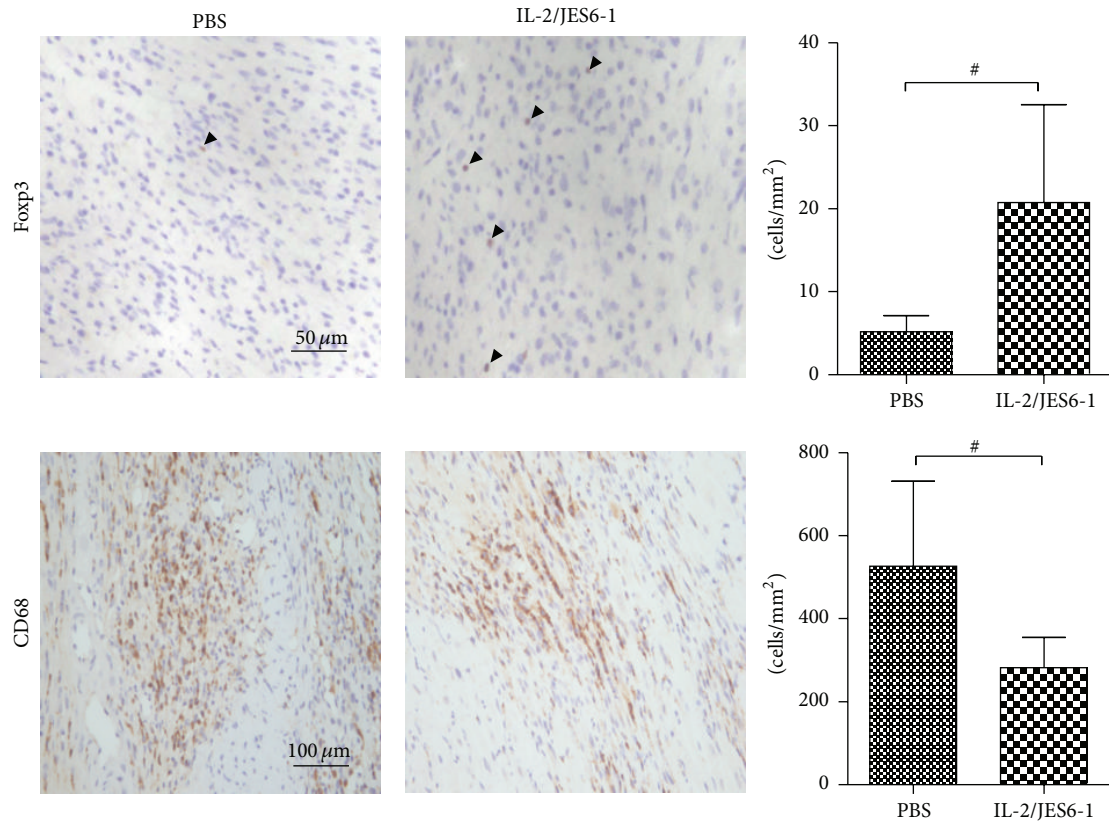 PBS
IL-2/JES6-1
Foxp3
50 μm
40
30
20
10
0
(cells/mm²)
#
PBS
IL-2/JES6-1
CD68
100 μm
800
600
400
200
0
(cells/mm²)
#
PBS
IL-2/JES6-1